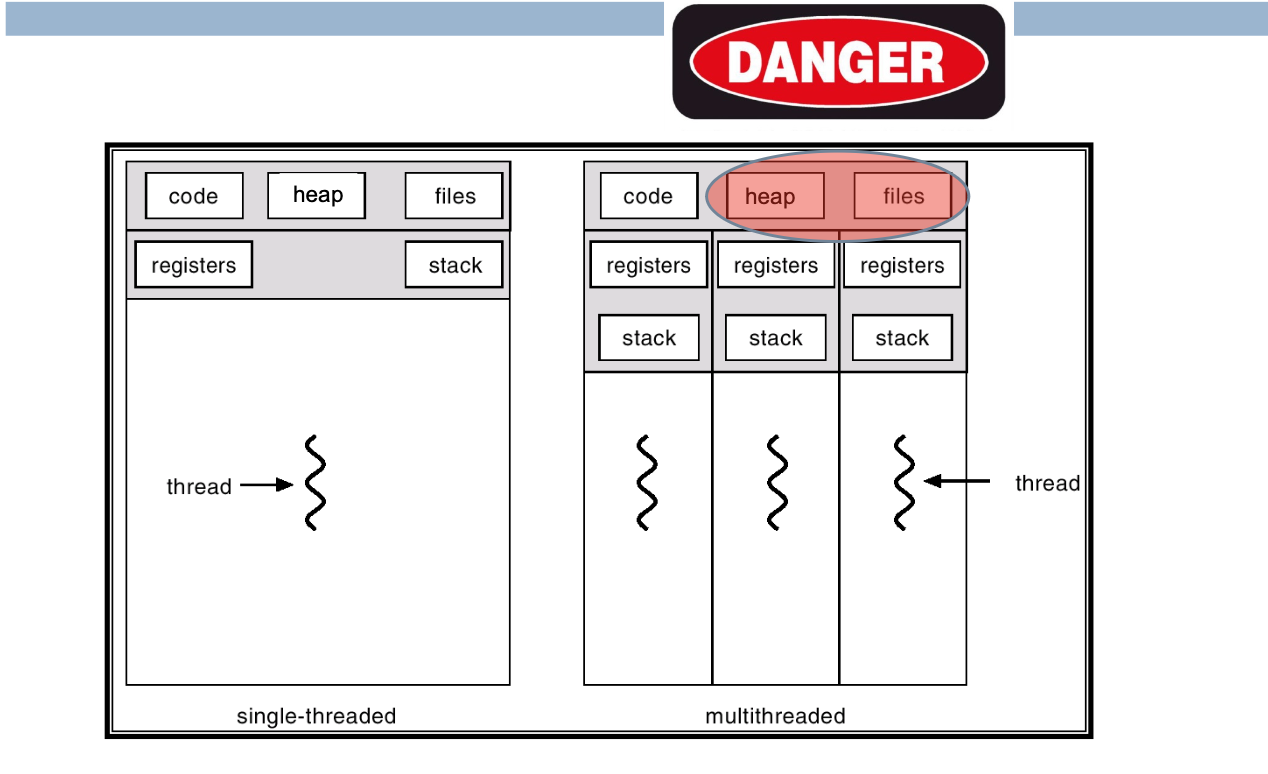 DANGER
code heap files code heap files
registers stack registers registers registers
stack stack stack
thread thread
single-threaded multithreaded